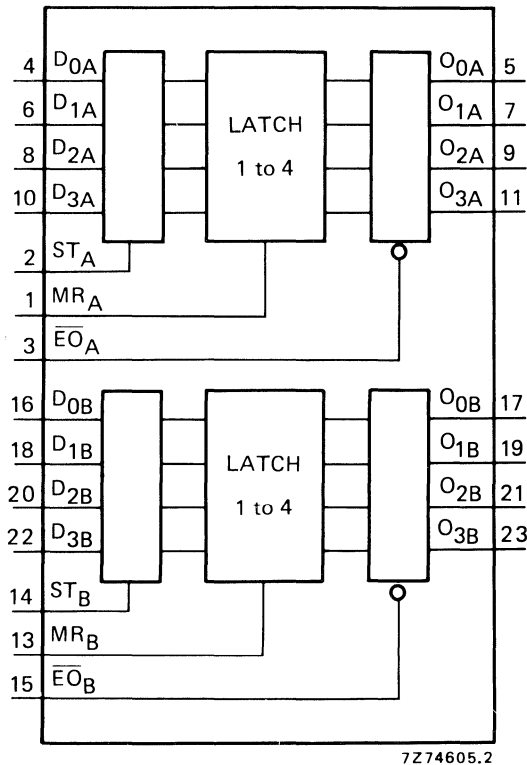 4 D0A O0A 5
6 D1A O1A 7
LATCH
8 D2A O2A 9
1 to 4
10 D3A O3A 11
2 STA
1 MRA
3 E̅O̅A
16 D0B O0B 17
18 D1B O1B 19
LATCH
20 D2B O2B 21
1 to 4
22 D3B O3B 23
14 STB
13 MRB
15 E̅O̅B
7Z74605.2